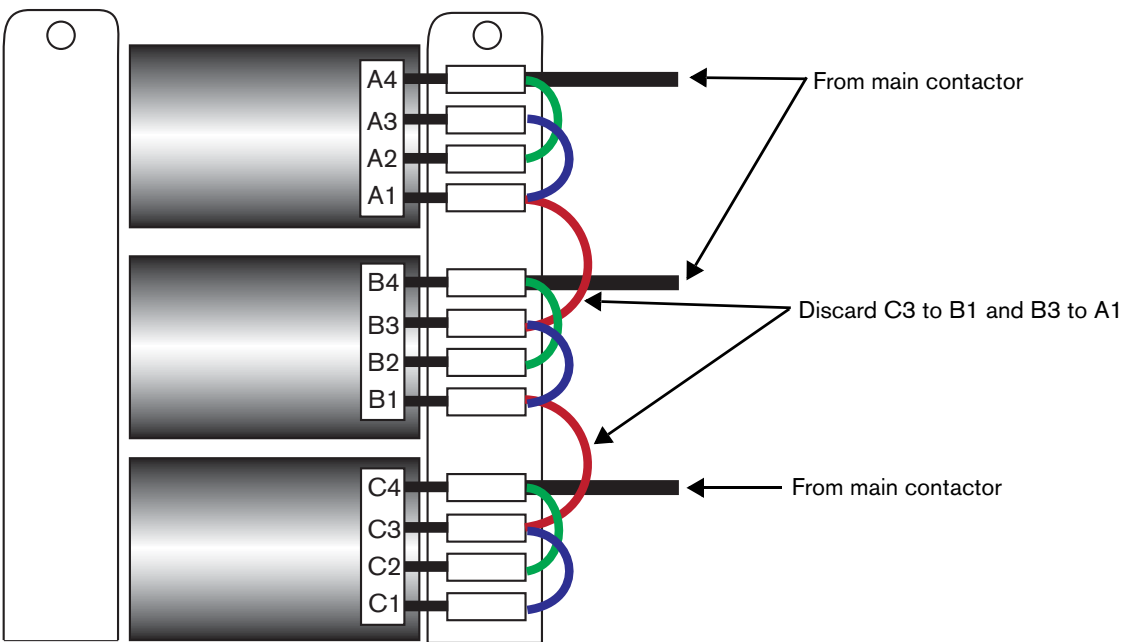 A4
From main contactor
A3
A2
A1
B4
Discard C3 to B1 and B3 to A1
B3
B2
B1
C4
From main contactor
C3
C2
C1